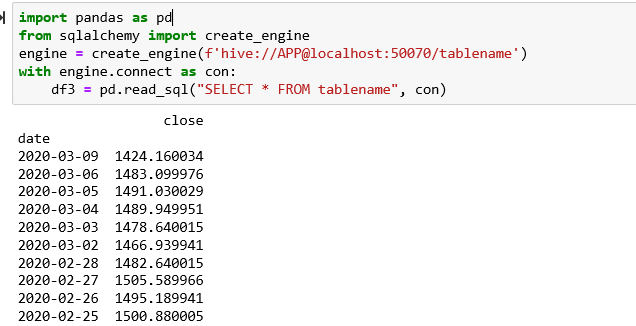 import pandas as pd
from sqlalchemy import create_engine
engine = create_engine(f'hive://APP@localhost:50070/tablename')
with engine.connect as con:
    df3 = pd.read_sql("SELECT * FROM tablename", con)
                  close
date
2020-03-09  1424.160034
2020-03-06  1483.099976
2020-03-05  1491.030029
2020-03-04  1489.949951
2020-03-03  1478.640015
2020-03-02  1466.939941
2020-02-28  1482.640015
2020-02-27  1505.589966
2020-02-26  1495.189941
2020-02-25  1500.880005